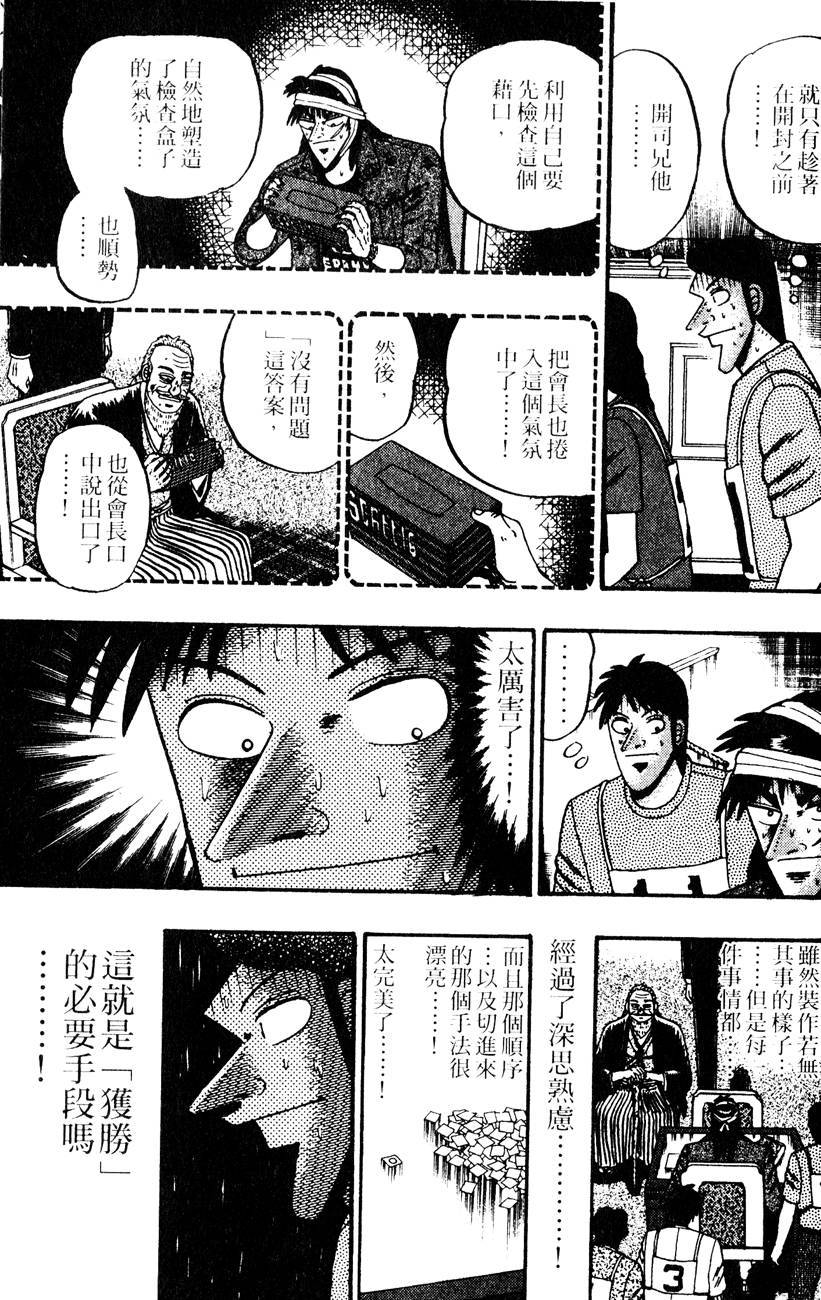 就只有趁著
在開封之前
……！
開司兄他
………
利用自己要
先檢查這個
藉口，
自然地塑造
了檢查盒子
的氣氛……
也順勢
……
把會長也捲
入這個氣氛
中了……！
然後，
「沒有問題
」這答案，
也從會長口
中說出口了
……！
………
太厲害了…！
雖然裝作若無
其事的樣子…
…但是每
件事情都…
經過了深思熟慮…………！
而且那個順序
…以及切進來
的那個手法很
漂亮……！
太完美了……！
3
這就是「獲勝」
的必要手段嗎
………！